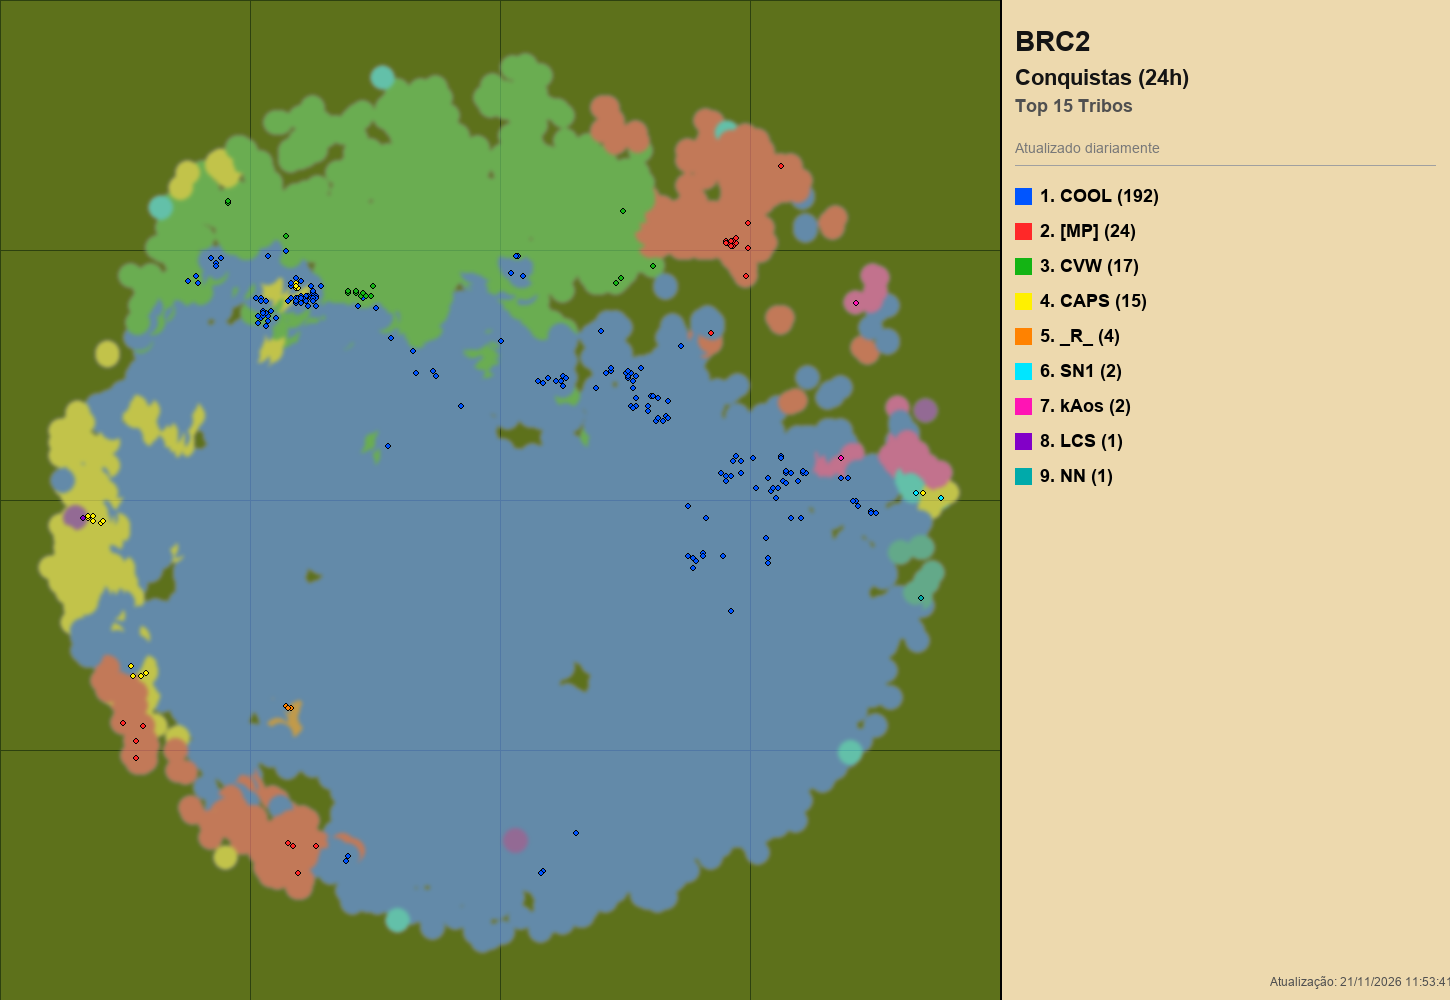 BRC2
Conquistas (24h)
Top 15 Tribos
Atualizado diariamente
1. COOL (192)
2. [MP] (24)
3. CVW (17)
4. CAPS (15)
5. _R_ (4)
6. SN1 (2)
7. kAos (2)
8. LCS (1)
9. NN (1)
Atualização: 21/11/2026 11:53:41